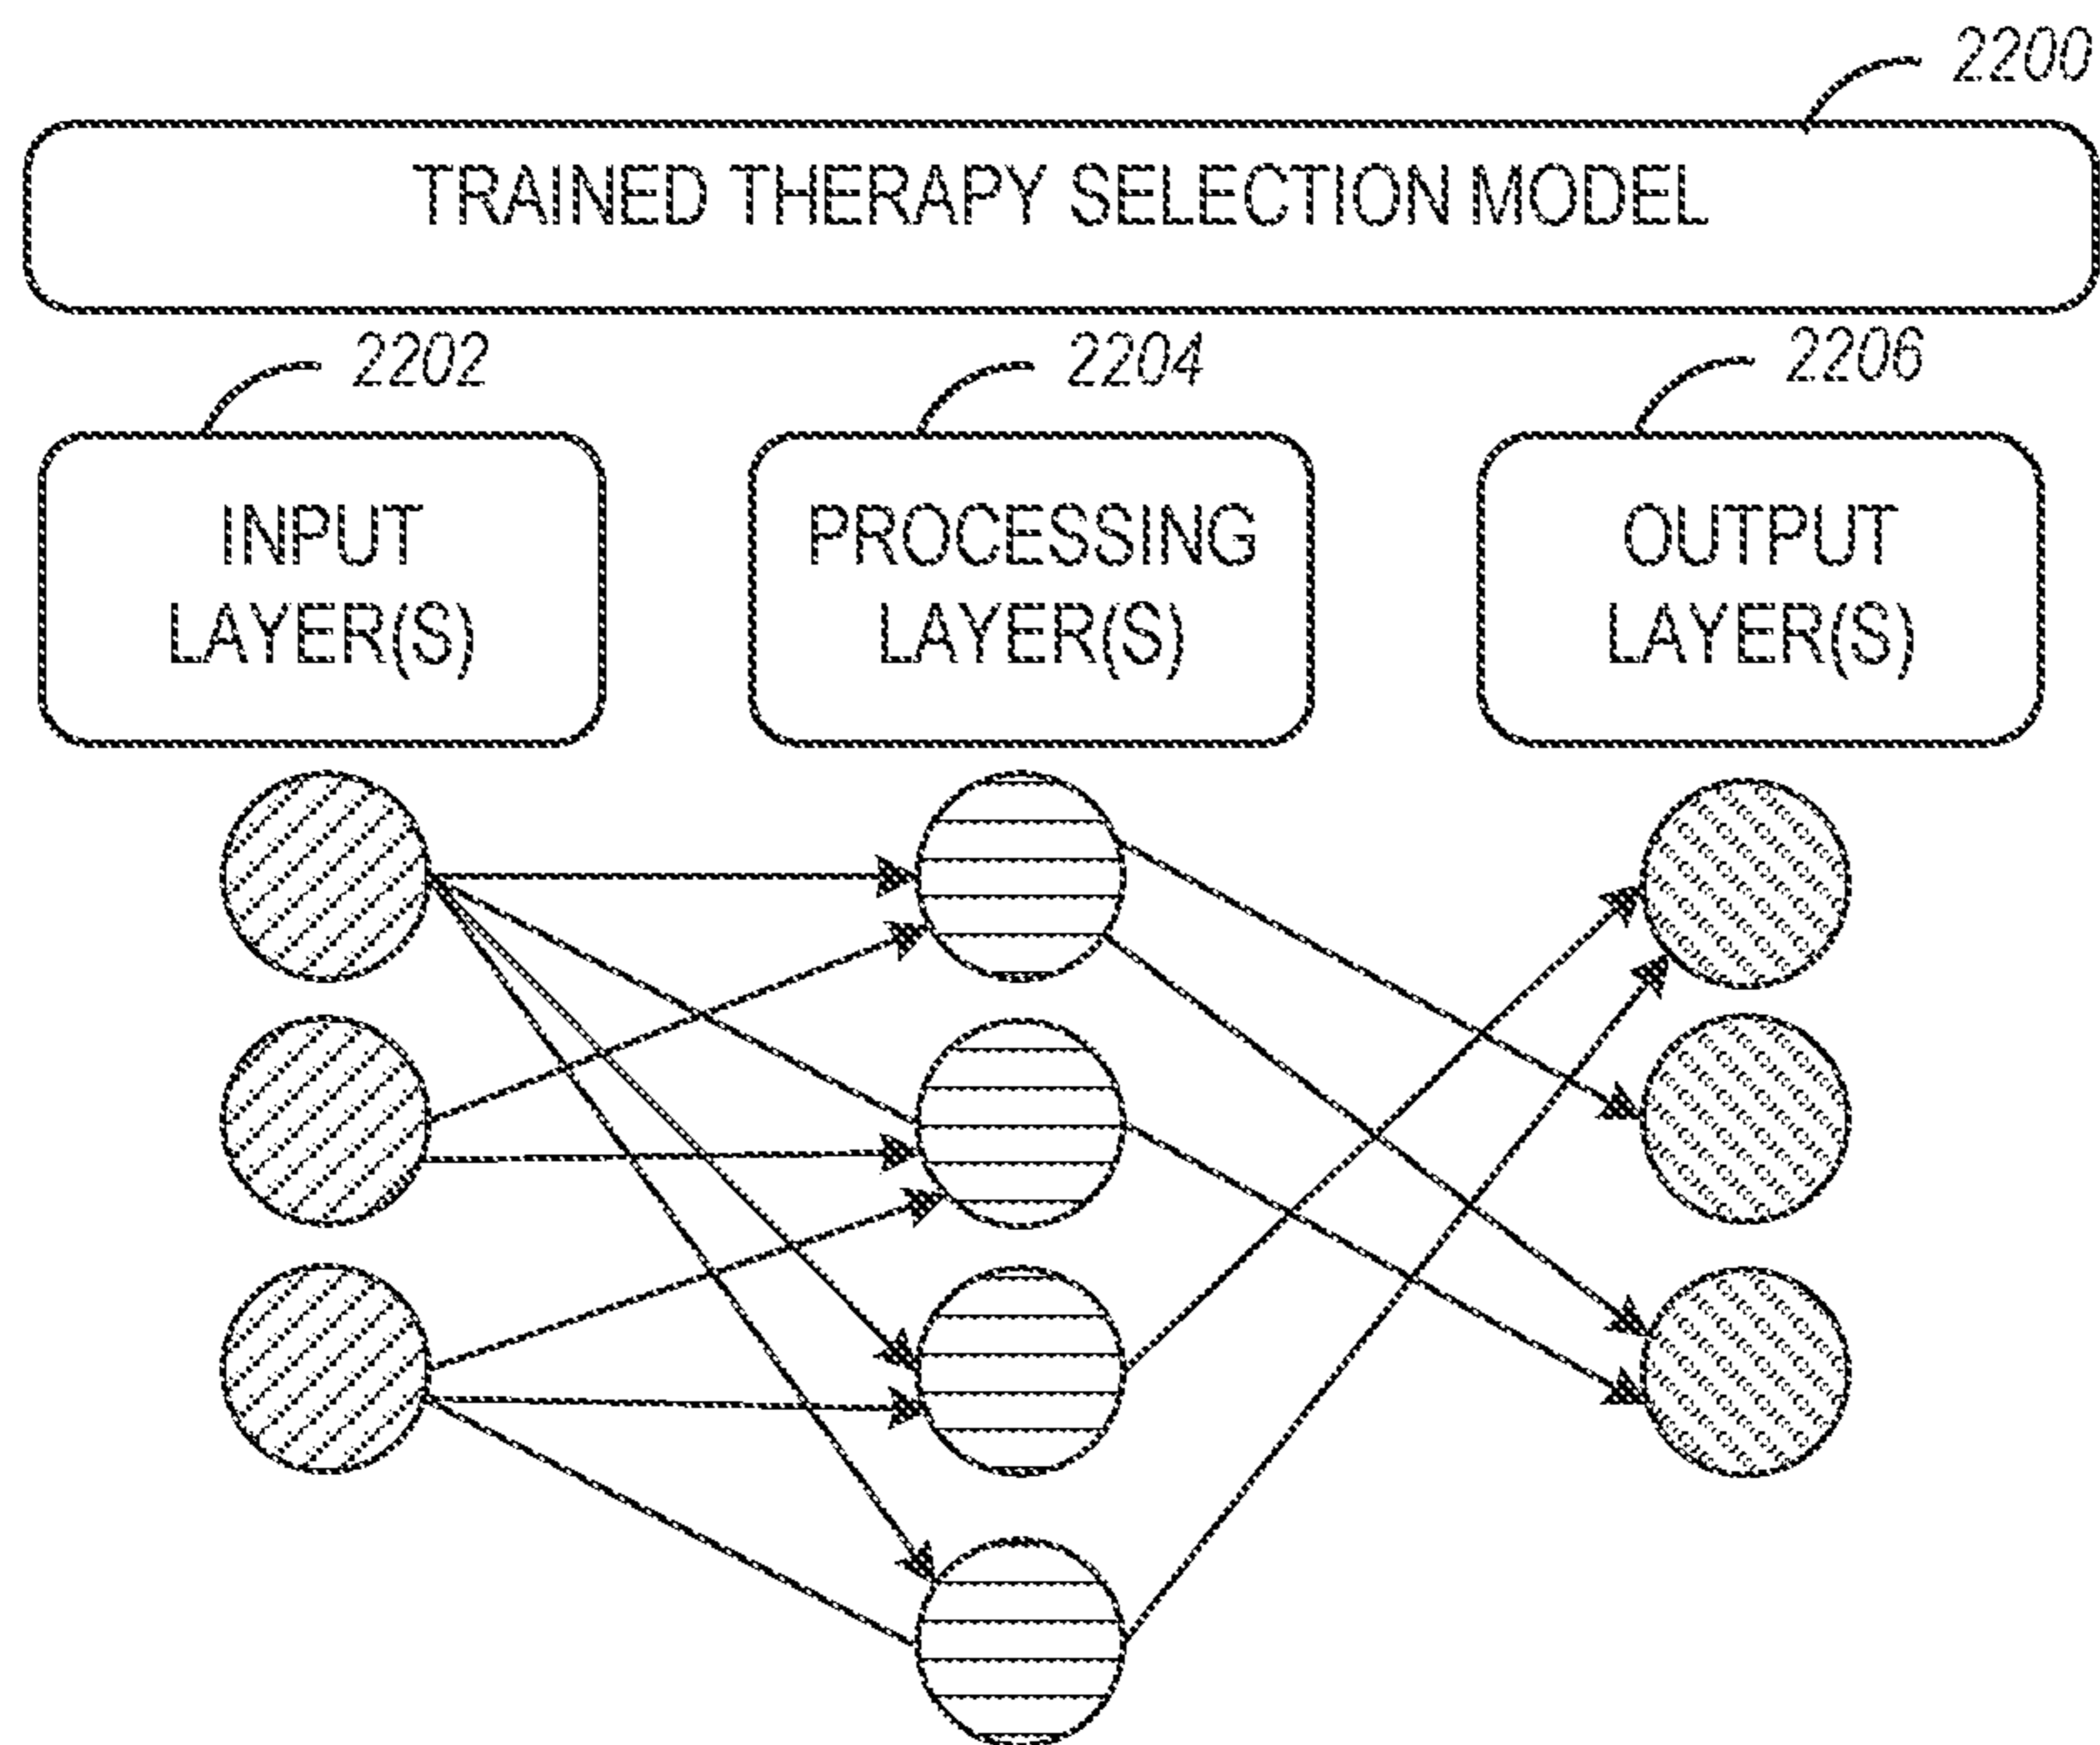 2200
TRAINED THERAPY SELECTION MODEL
2202
2204
2206
INPUT
LAYER(S)
PROCESSING
LAYER(S)
OUTPUT
LAYER(S)